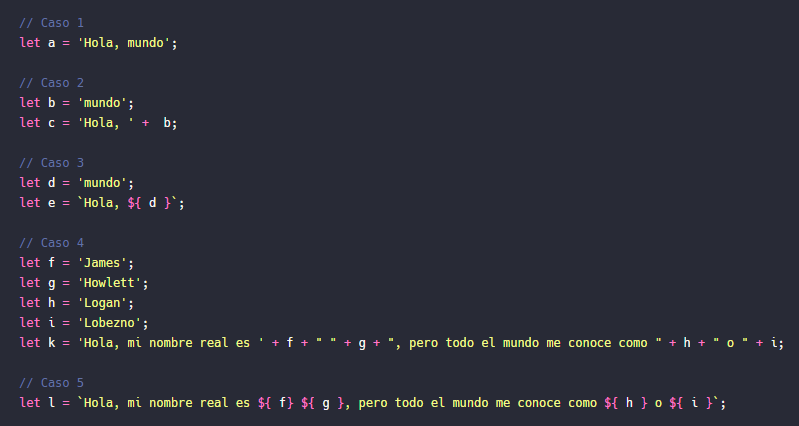 // Caso 1
let a = 'Hola, mundo';
// Caso 2
let b = 'mundo';
let c = 'Hola, ' +  b;
// Caso 3
let d = 'mundo';
let e = `Hola, ${ d }`;
// Caso 4
let f = 'James';
let g = 'Howlett';
let h = 'Logan';
let i = 'Lobezno';
let k = 'Hola, mi nombre real es ' + f + " " + g + ", pero todo el mundo me conoce como " + h + " o " + i;
// Caso 5
let l = `Hola, mi nombre real es ${ f} ${ g }, pero todo el mundo me conoce como ${ h } o ${ i }`;